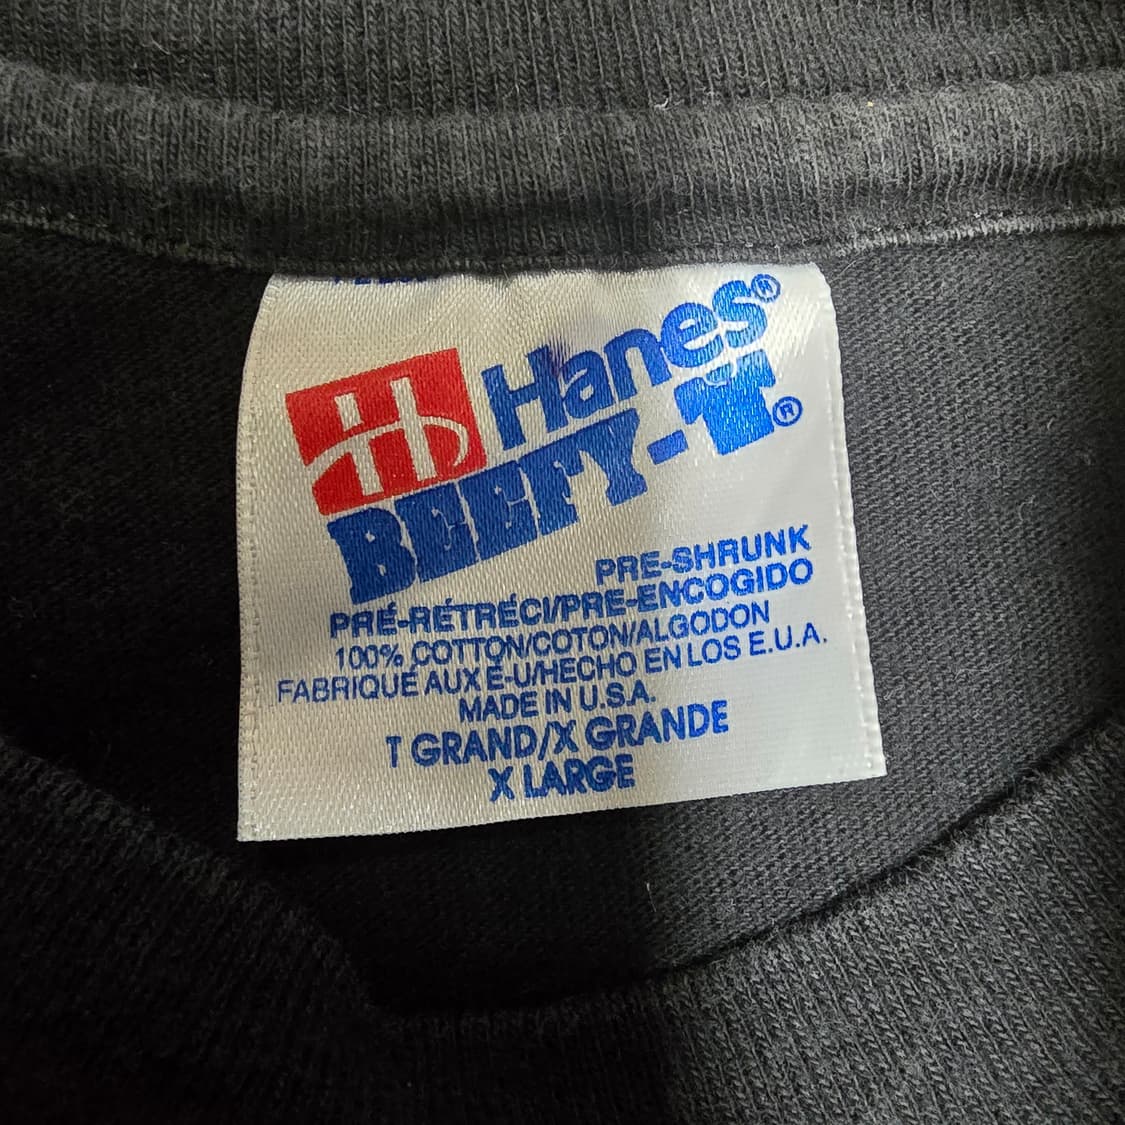 Hanes®
BEEFY-T®
PRE-SHRUNK
PRÉ-RÉTRÉCI/PRE-ENCOGIDO
100% COTTON/COTON/ALGODON
FABRIQUÉ AUX É-U/HECHO EN LOS E.U.A.
MADE IN U.S.A.
T GRAND/X GRANDE
X LARGE